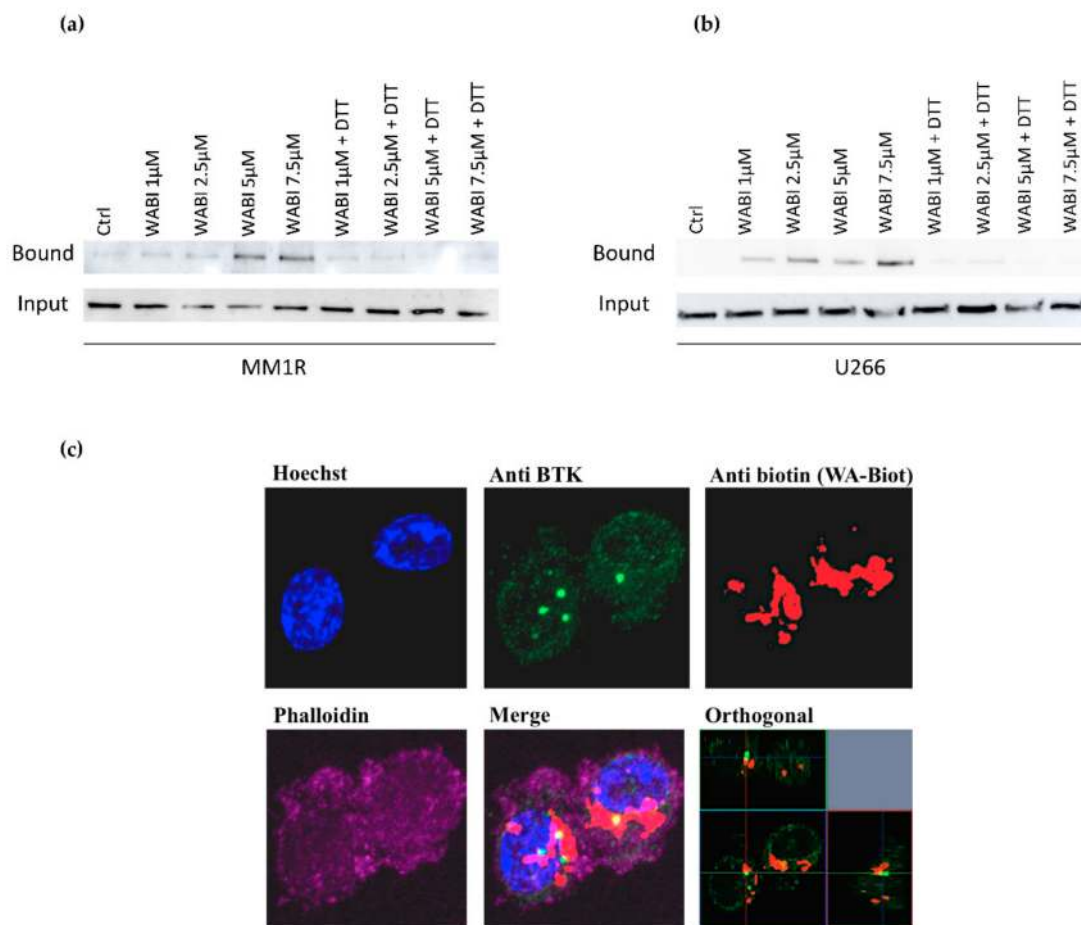 (a)
(b)
Ctrl
WABI 1µM
WABI 2.5µM
WABI 5µM
WABI 7.5µM
WABI 1µM + DTT
WABI 2.5µM + DTT
WABI 5µM + DTT
WABI 7.5µM + DTT
Bound
Input
MM1R
Ctrl
WABI 1µM
WABI 2.5µM
WABI 5µM
WABI 7.5µM
WABI 1µM + DTT
WABI 2.5µM + DTT
WABI 5µM + DTT
WABI 7.5µM + DTT
Bound
Input
U266
(c)
Hoechst
Anti BTK
Anti biotin (WA-Biot)
Phalloidin
Merge
Orthogonal